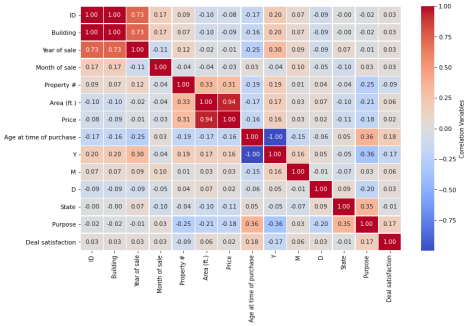 ID 1.00 1.00 0.73 0.17 0.09 -0.10 -0.08 -0.17 0.20 0.07 -0.09 -0.00 -0.02 0.03
Building 1.00 1.00 0.73 0.17 0.07 -0.10 -0.09 -0.16 0.20 0.07 -0.09 -0.00 -0.02 0.03
Year of sale 0.73 0.73 1.00 -0.11 0.12 -0.02 -0.01 -0.25 0.30 0.09 -0.09 0.07 -0.01 0.03
Month of sale 0.17 0.17 -0.11 1.00 -0.04 -0.04 -0.01 0.03 -0.04 0.10 -0.05 -0.10 0.03 0.03
Property # 0.09 0.07 0.12 -0.04 1.00 0.33 0.31 -0.19 0.19 0.01 0.04 -0.04 -0.25 -0.09
Area (ft.) -0.10 -0.10 -0.02 -0.04 0.33 1.00 0.94 -0.17 0.17 0.03 0.07 -0.10 -0.21 0.06
Price -0.08 -0.09 -0.01 -0.01 0.31 0.94 1.00 -0.16 0.16 0.03 0.02 -0.11 -0.18 0.02
Age at time of purchase -0.17 -0.16 -0.25 0.03 -0.19 -0.17 -0.16 1.00 -1.00 -0.15 -0.06 0.05 0.36 0.18
Y 0.20 0.20 0.30 -0.04 0.19 0.17 0.16 -1.00 1.00 0.16 0.05 -0.05 -0.36 -0.17
M 0.07 0.07 0.09 0.10 0.01 0.03 0.03 -0.15 0.16 1.00 -0.01 -0.07 0.03 0.06
D -0.09 -0.09 -0.09 -0.05 0.04 0.07 0.02 -0.06 0.05 -0.01 1.00 0.09 -0.20 0.03
State -0.00 -0.00 0.07 -0.10 -0.04 -0.10 -0.11 0.05 -0.05 -0.07 0.09 1.00 0.35 -0.01
Purpose -0.02 -0.02 -0.01 0.03 -0.25 -0.21 -0.18 0.36 -0.36 0.03 -0.20 0.35 1.00 0.17
Deal satisfaction 0.03 0.03 0.03 0.03 -0.09 0.06 0.02 0.18 -0.17 0.06 0.03 -0.01 0.17 1.00
ID Building Year of sale Month of sale Property # Area (ft.) Price Age at time of purchase Y M D State Purpose Deal satisfaction
1.00
0.75
0.50
0.25
0.00
−0.25
−0.50
−0.75
Correlation Variables